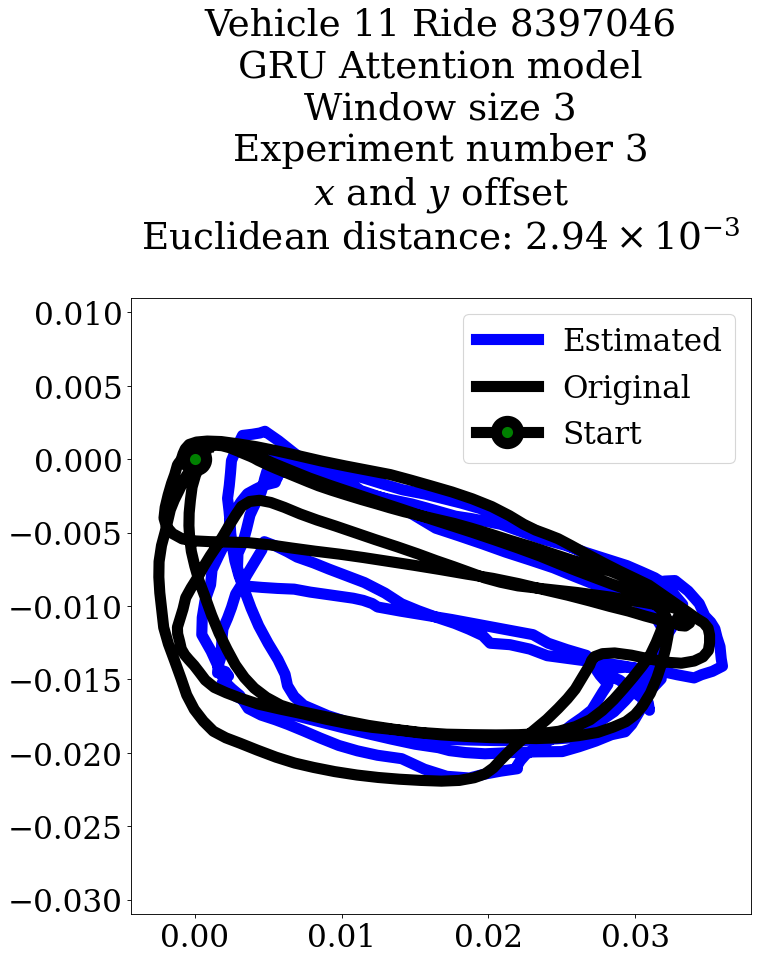 Vehicle 11 Ride 8397046
GRU Attention model
Window size 3
Experiment number 3
x and y offset
Euclidean distance: 2.94 × 10⁻³
0.010
0.005
0.000
−0.005
−0.010
−0.015
−0.020
−0.025
−0.030
Estimated
Original
Start
0.00 0.01 0.02 0.03